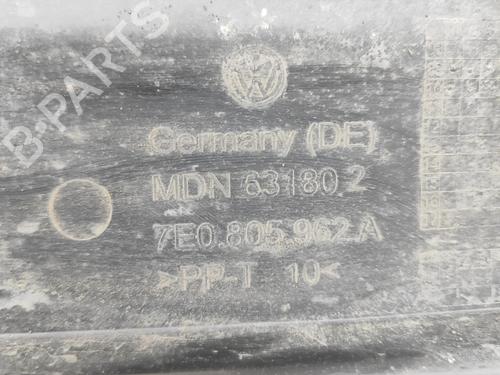 B-PARTS
Germany (DE)
MDN 63180 2
7E0.805.962.A
>PP-T 10<